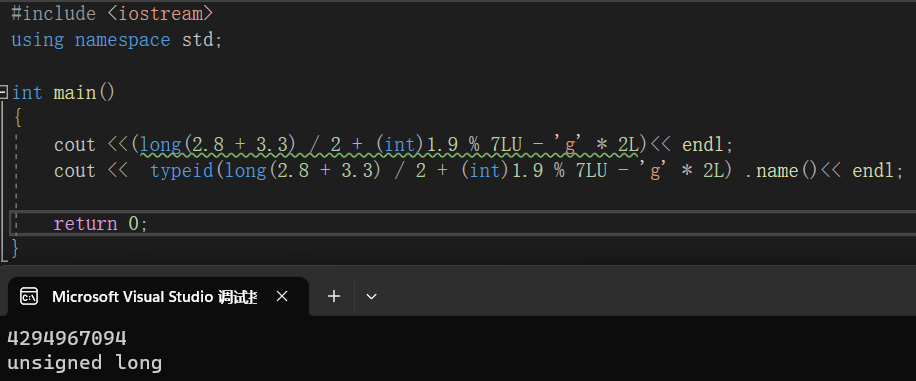 #include <iostream>
using namespace std;
int main()
{
cout <<(long(2.8 + 3.3) / 2 + (int)1.9 % 7LU - 'g' * 2L)<< endl;
cout <<  typeid(long(2.8 + 3.3) / 2 + (int)1.9 % 7LU - 'g' * 2L) .name()<< endl;
return 0;
}
Microsoft Visual Studio 调试
4294967094
unsigned long